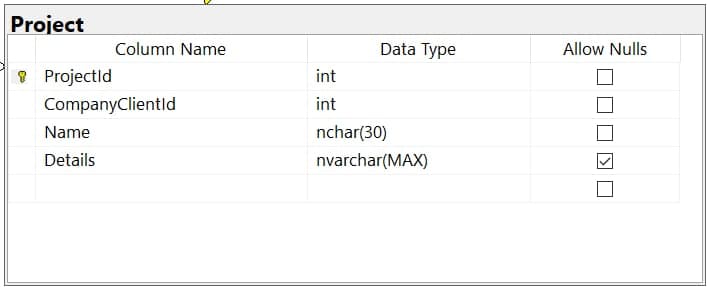 Project
Column Name Data Type Allow Nulls
ProjectId int
CompanyClientId int
Name nchar(30)
Details nvarchar(MAX)